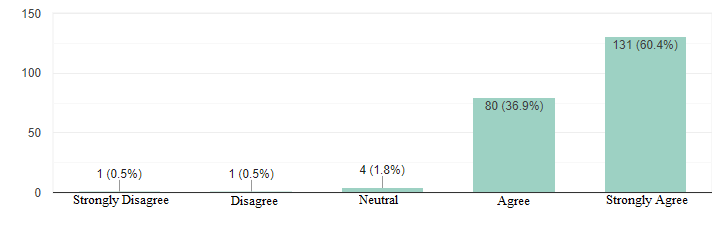 150
100
50
0
1 (0.5%)
1 (0.5%)
4 (1.8%)
80 (36.9%)
131 (60.4%)
Strongly Disagree
Disagree
Neutral
Agree
Strongly Agree